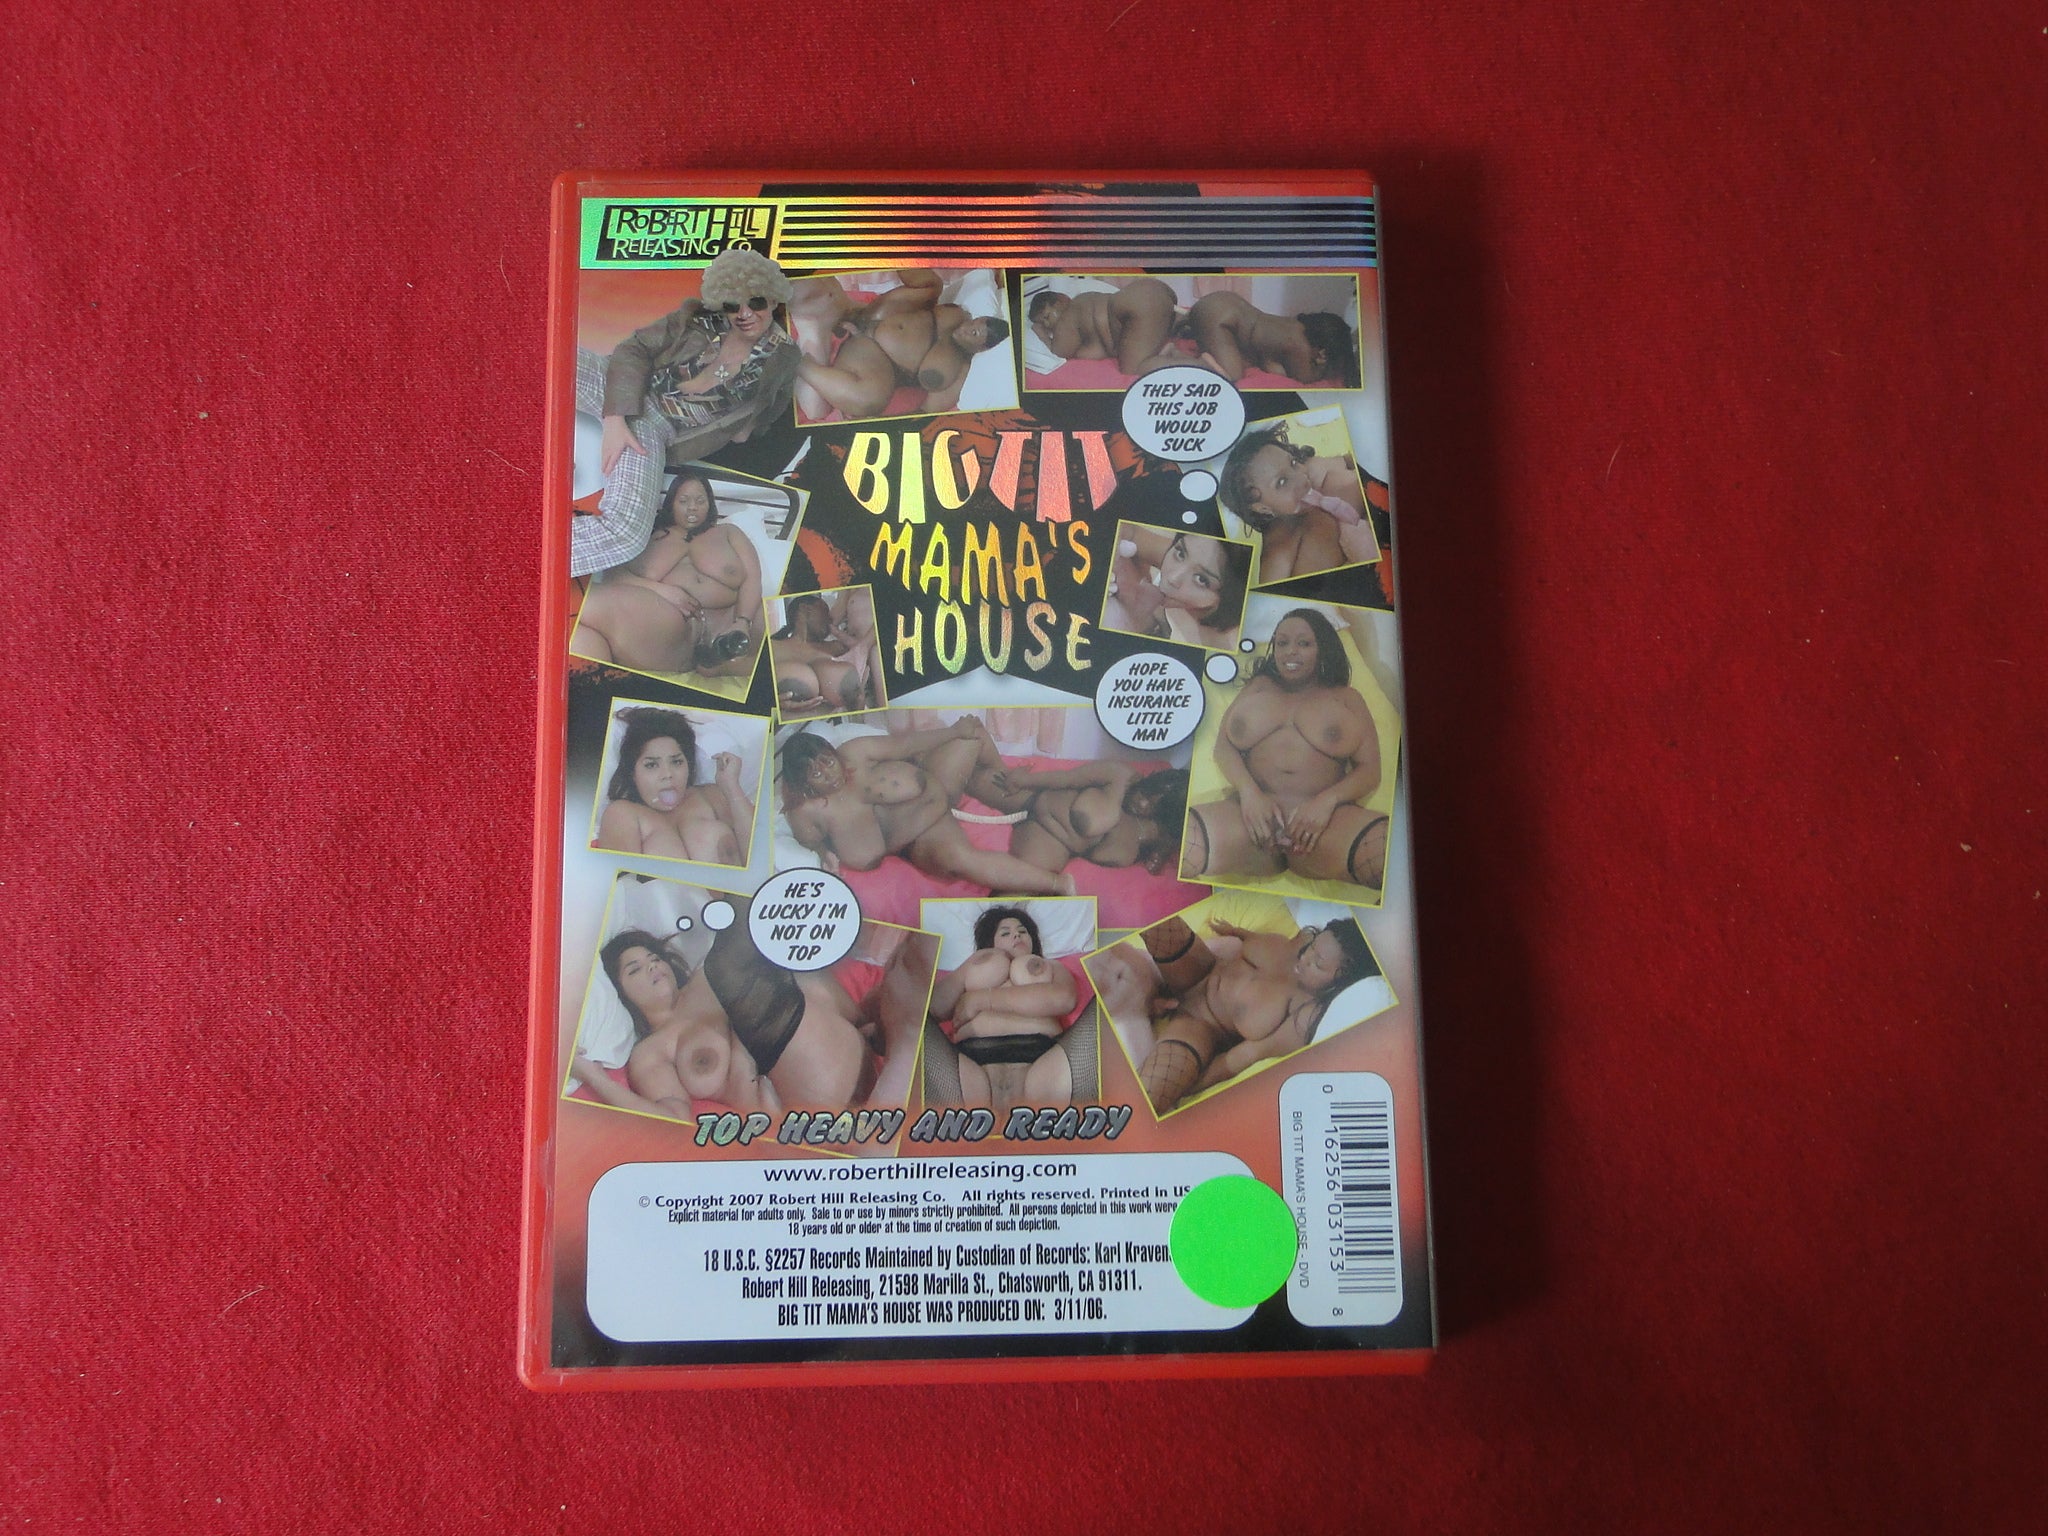 ROBERT HILL
RELEASING CO.
THEY SAID
THIS JOB
WOULD
SUCK
BIG TIT
MAMA'S
HOUSE
HOPE
YOU HAVE
INSURANCE
LITTLE
MAN
HE'S
LUCKY I'M
NOT ON
TOP
TOP HEAVY AND READY
www.roberthillreleasing.com
© Copyright 2007 Robert Hill Releasing Co. All rights reserved. Printed in US
Explicit material for adults only. Sale to or use by minors strictly prohibited. All persons depicted in this work were
18 years old or older at the time of creation of such depiction.
18 U.S.C. §2257 Records Maintained by Custodian of Records: Karl Kraven
Robert Hill Releasing, 21598 Marilla St., Chatsworth, CA 91311.
BIG TIT MAMA'S HOUSE WAS PRODUCED ON: 3/11/06.
0 16256 03153 8
BIG TIT MAMA'S HOUSE - DVD